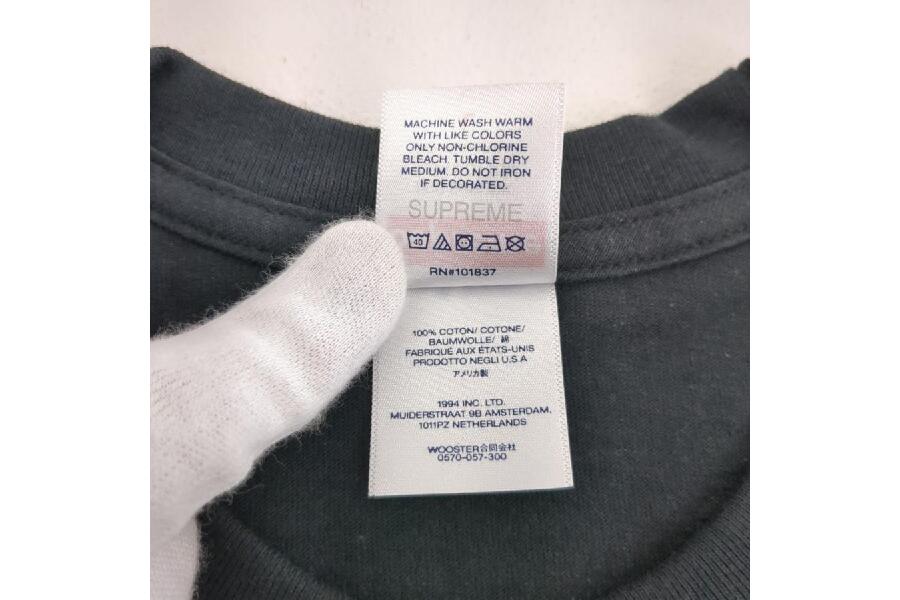 MACHINE WASH WARM
WITH LIKE COLORS
ONLY NON-CHLORINE
BLEACH. TUMBLE DRY
MEDIUM. DO NOT IRON
IF DECORATED.
SUPREME
40
RN#101837
100% COTON/ COTONE/
BAUMWOLLE/ 綿
FABRIQUÉ AUX ÉTATS-UNIS
PRODOTTO NEGLI U.S.A
アメリカ製
1994 INC. LTD.
MUIDERSTRAAT 9B AMSTERDAM,
1011PZ NETHERLANDS
WOOSTER合同会社
0570-057-300